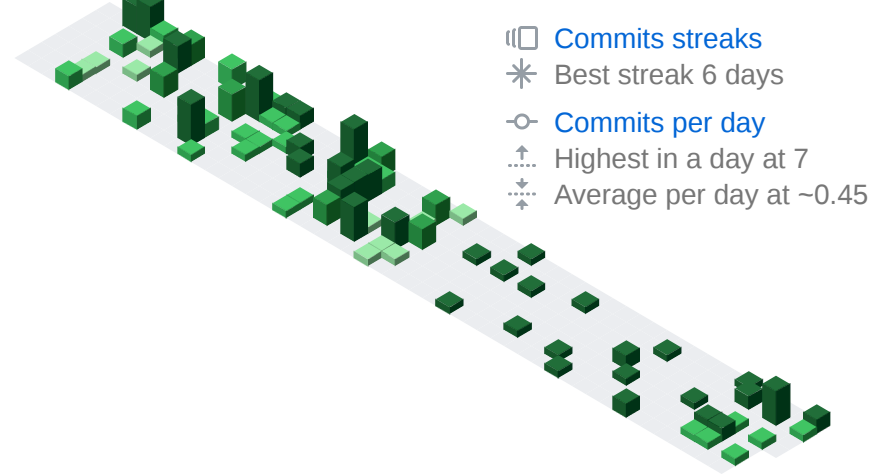 Commits streaks
Best streak 6 days
Commits per day
Highest in a day at 7
Average per day at ~0.45